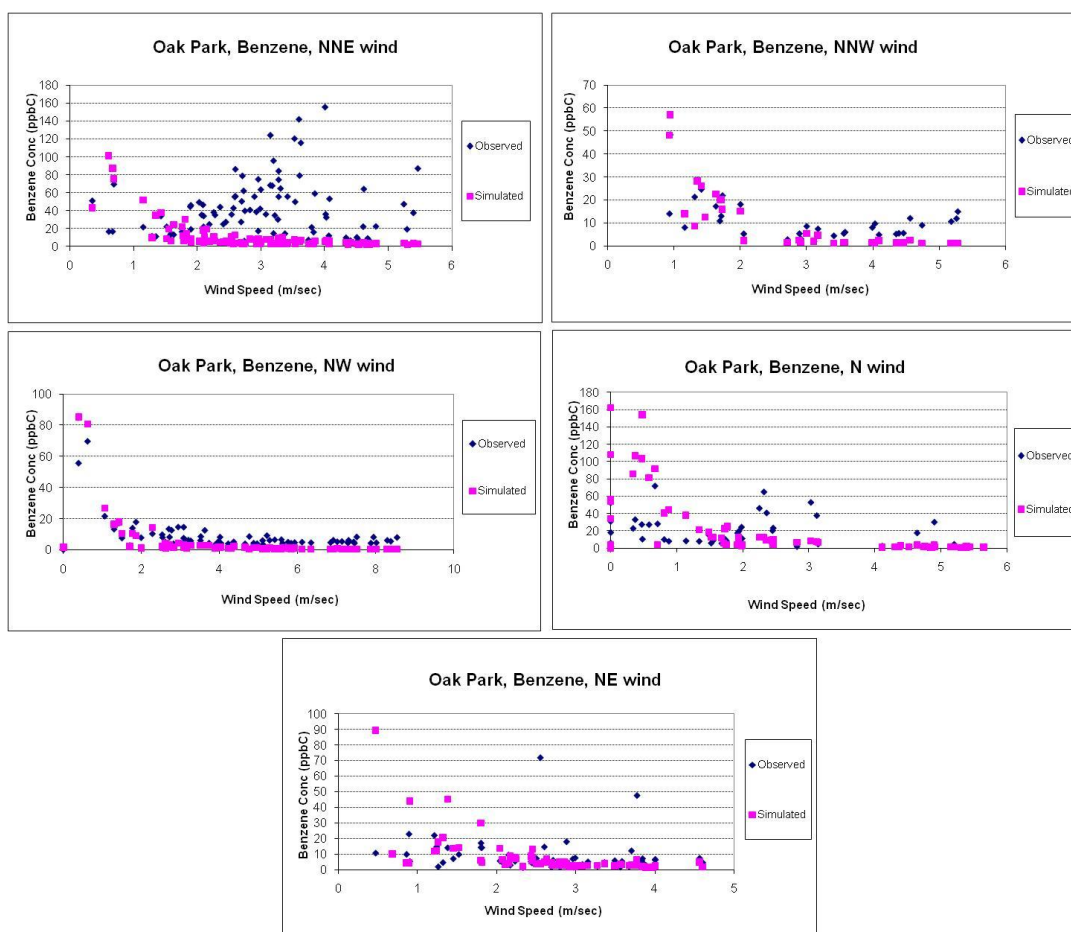 Oak Park, Benzene, NNE wind
Benzene Conc (ppbC)
180
160
140
120
100
80
60
40
20
0
0 1 2 3 4 5 6
Wind Speed (m/sec)
Observed
Simulated
Oak Park, Benzene, NNW wind
Benzene Conc (ppbC)
70
60
50
40
30
20
10
0
0 1 2 3 4 5 6
Wind Speed (m/sec)
Observed
Simulated
Oak Park, Benzene, NW wind
Benzene Conc (ppbC)
100
80
60
40
20
0
0 2 4 6 8 10
Wind Speed (m/sec)
Observed
Simulated
Oak Park, Benzene, N wind
Benzene Conc (ppbC)
180
160
140
120
100
80
60
40
20
0
0 1 2 3 4 5 6
Wind Speed (m/sec)
Observed
Simulated
Oak Park, Benzene, NE wind
Benzene Conc (ppbC)
100
90
80
70
60
50
40
30
20
10
0
0 1 2 3 4 5
Wind Speed (m/sec)
Observed
Simulated